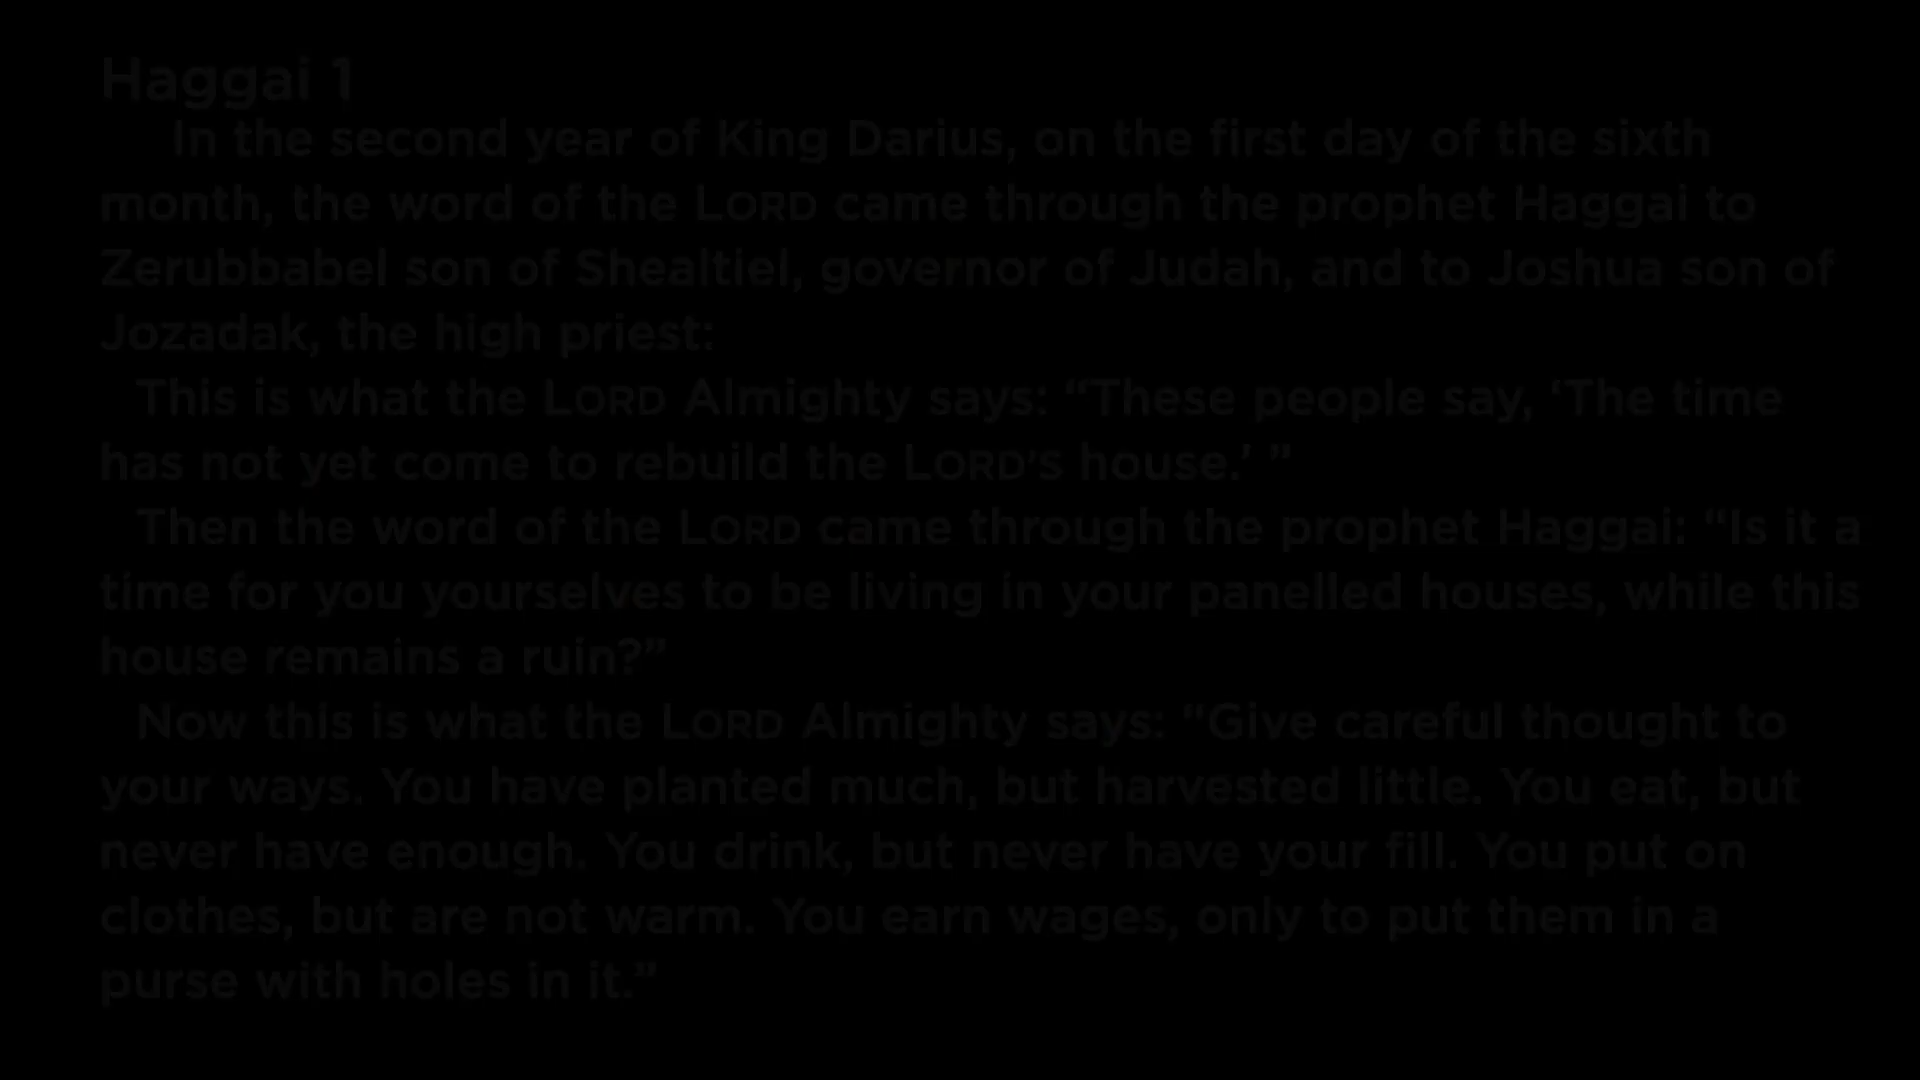 Haggai 1
In the second year of King Darius, on the first day of the sixth
month, the word of the LORD came through the prophet Haggai to
Zerubbabel son of Shealtiel, governor of Judah, and to Joshua son of
Jozadak, the high priest:
This is what the LORD Almighty says: “These people say, ‘The time
has not yet come to rebuild the LORD’S house.’ ”
Then the word of the LORD came through the prophet Haggai: “Is it a
time for you yourselves to be living in your panelled houses, while this
house remains a ruin?”
Now this is what the LORD Almighty says: “Give careful thought to
your ways. You have planted much, but harvested little. You eat, but
never have enough. You drink, but never have your fill. You put on
clothes, but are not warm. You earn wages, only to put them in a
purse with holes in it.”